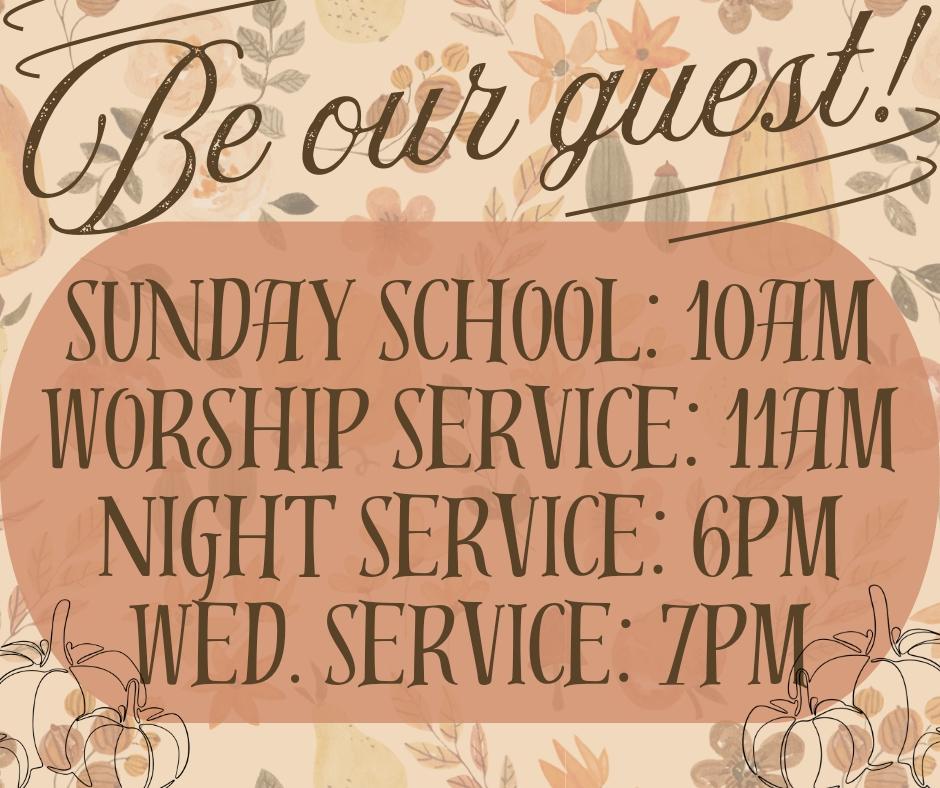 Be our guest!
SUNDAY SCHOOL: 10AM
WORSHIP SERVICE: 11AM
NIGHT SERVICE: 6PM
WED. SERVICE: 7PM